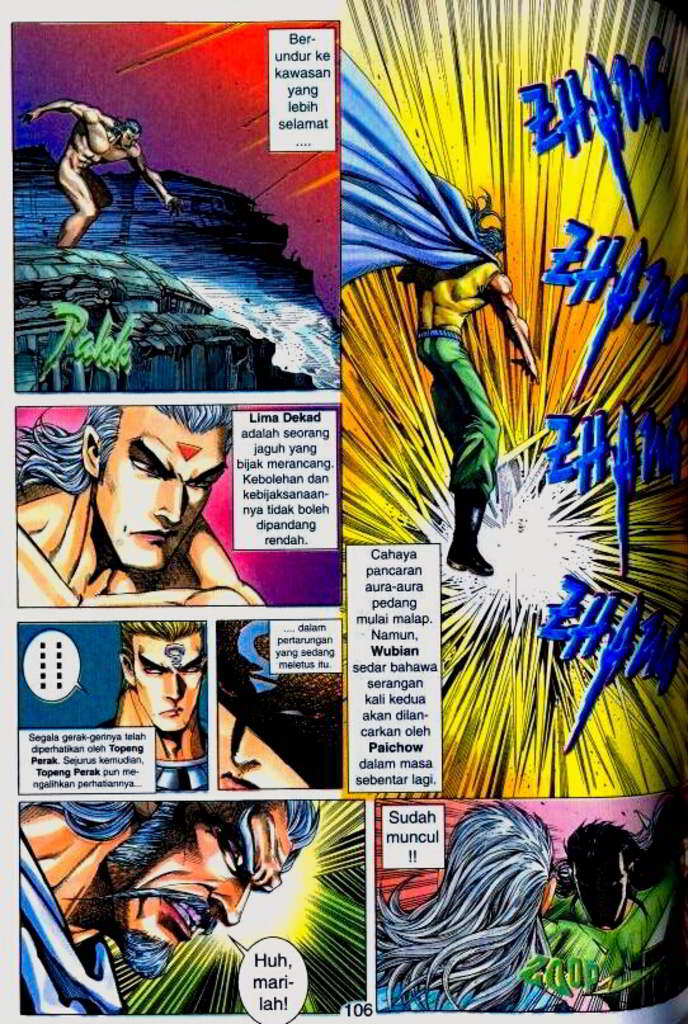 Ber-
undur ke
kawasan
yang
lebih
selamat
....
Pakk
ZHANG
ZHANG
ZHANG
ZHANG
Lima Dekad
adalah seorang
jaguh yang
bijak merancang.
Kebolehan dan
kebijaksanaan-
nya tidak boleh
dipandang
rendah.
Cahaya
pancaran
aura-aura
pedang
mulai malap.
Namun,
Wubian
sedar bahawa
serangan
kali kedua
akan dilan-
carkan oleh
Paichow
dalam masa
sebentar lagi.
Segala gerak-gerinya telah
diperhatikan oleh Topeng
Perak. Sejurus kemudian,
Topeng Perak pun me-
ngalihkan perhatiannya...
.... dalam
pertarungan
yang sedang
meletus itu.
Huh,
mari-
lah!
Sudah
muncul
!!
ZOOP
106